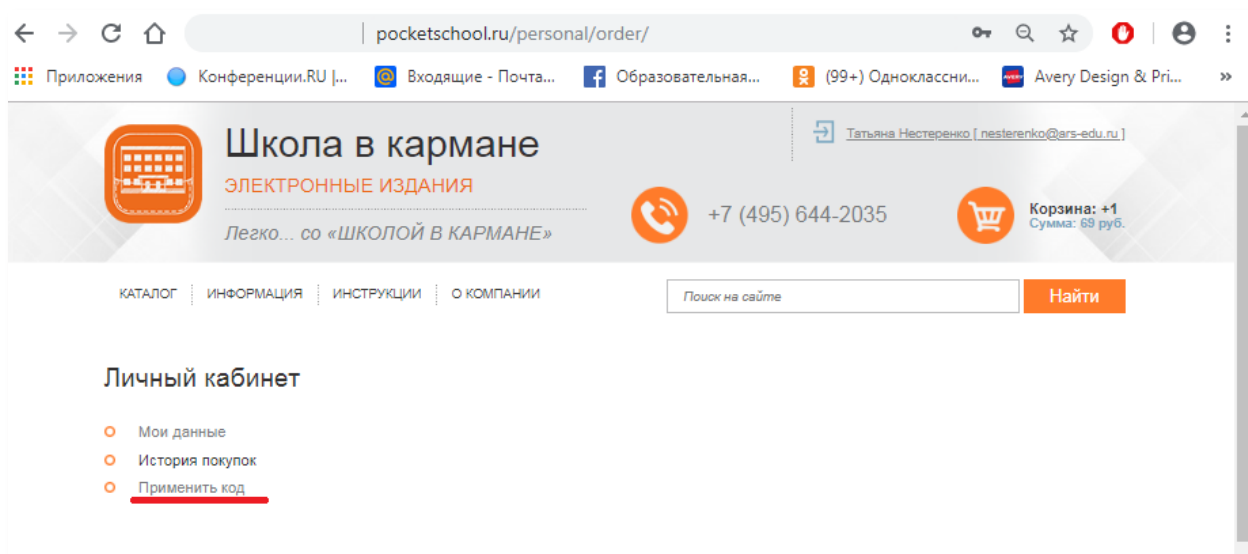 pocketschool.ru/personal/order/
Приложения Конференции.RU |... Входящие - Почта... Образовательная... (99+) Одноклассни... Avery Design & Pri... »
Татьяна Нестеренко [ nesterenko@ars-edu.ru ]
Школа в кармане
ЭЛЕКТРОННЫЕ ИЗДАНИЯ
+7 (495) 644-2035
Корзина: +1
Сумма: 69 руб.
Легко... со «ШКОЛОЙ В КАРМАНЕ»
КАТАЛОГ ИНФОРМАЦИЯ ИНСТРУКЦИИ О КОМПАНИИ Поиск на сайте Найти
Личный кабинет
Мои данные
История покупок
Применить код